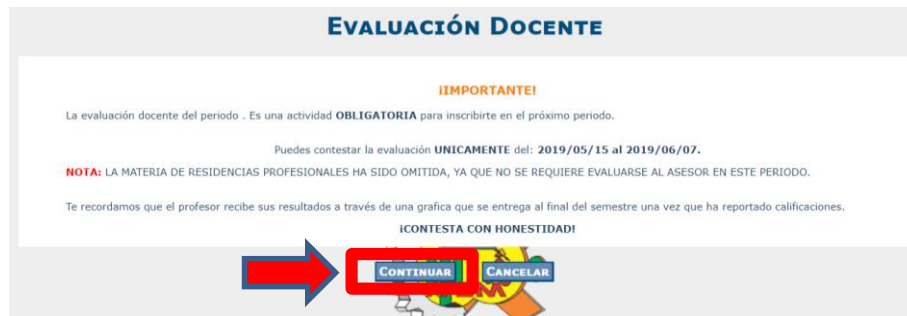 EVALUACIÓN DOCENTE
¡IMPORTANTE!
La evaluación docente del periodo . Es una actividad OBLIGATORIA para inscribirte en el próximo periodo.
Puedes contestar la evaluación UNICAMENTE del: 2019/05/15 al 2019/06/07.
NOTA: LA MATERIA DE RESIDENCIAS PROFESIONALES HA SIDO OMITIDA, YA QUE NO SE REQUIERE EVALUARSE AL ASESOR EN ESTE PERIODO.
Te recordamos que el profesor recibe sus resultados a través de una grafica que se entrega al final del semestre una vez que ha reportado calificaciones.
¡CONTESTA CON HONESTIDAD!
CONTINUAR CANCELAR